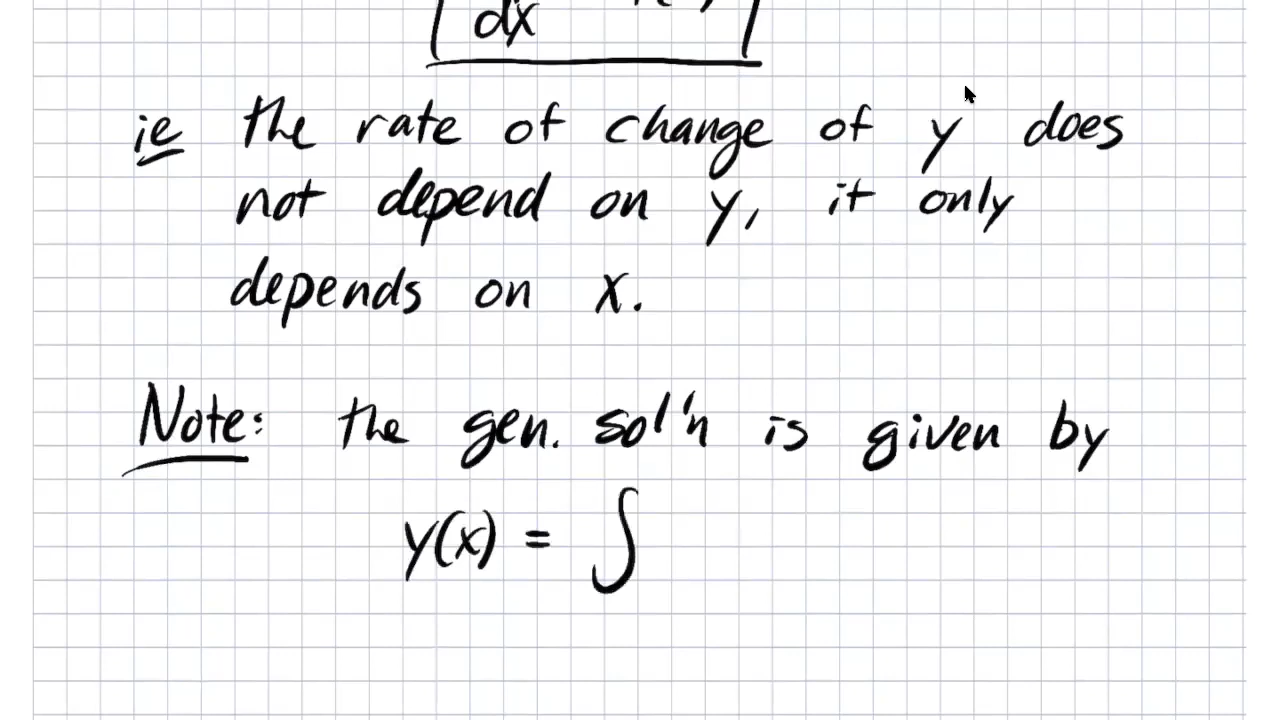 dx
ie the rate of change of y does
not depend on y, it only
depends on x.
Note: the gen. sol'n is given by
y(x) = ∫